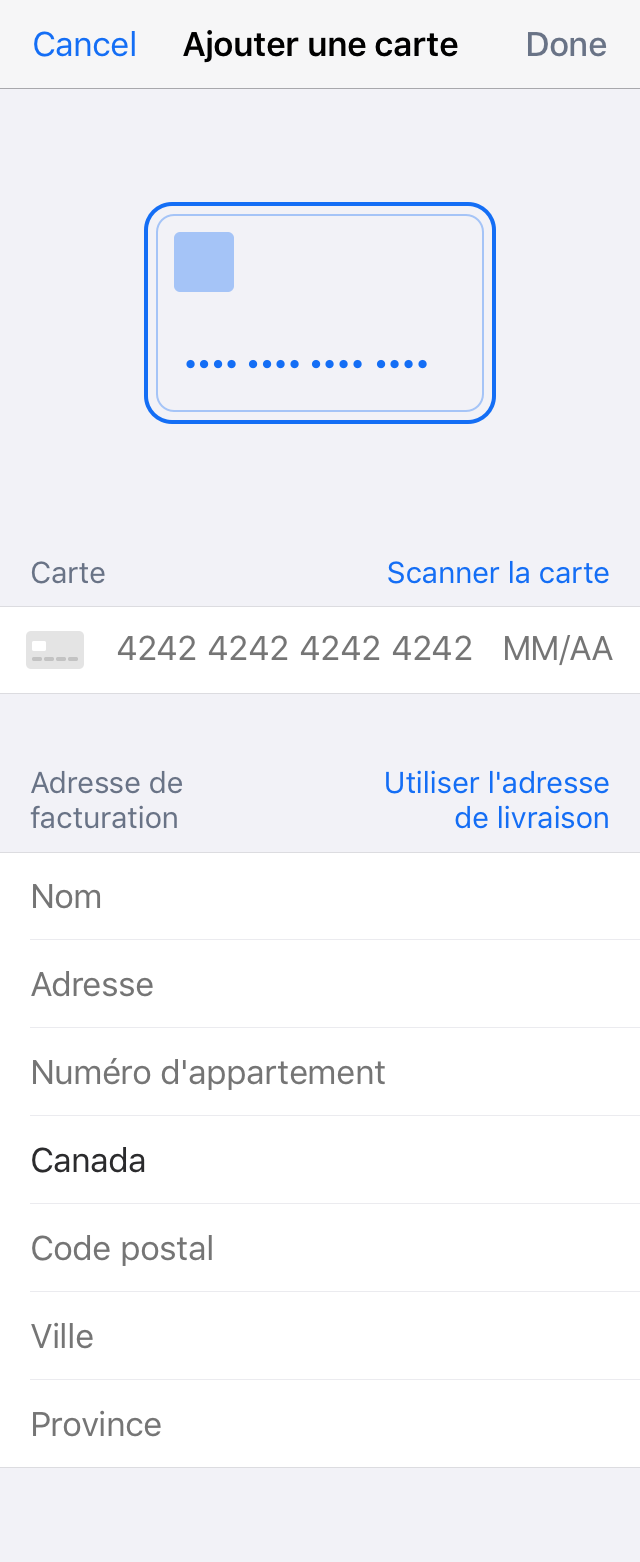 Cancel Ajouter une carte Done
Carte Scanner la carte
4242 4242 4242 4242 MM/AA
Adresse de facturation
Utiliser l'adresse de livraison
Nom
Adresse
Numéro d'appartement
Canada
Code postal
Ville
Province